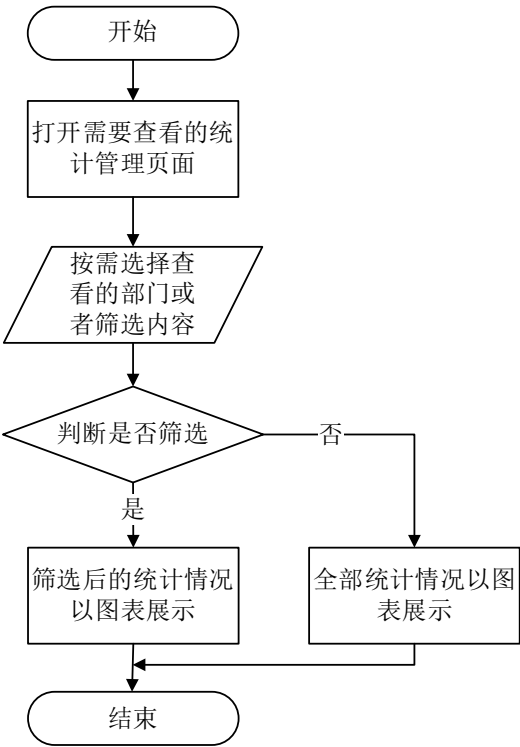 开始
打开需要查看的统
计管理页面
按需选择查
看的部门或
者筛选内容
判断是否筛选
否
是
筛选后的统计情况
以图表展示
全部统计情况以图
表展示
结束